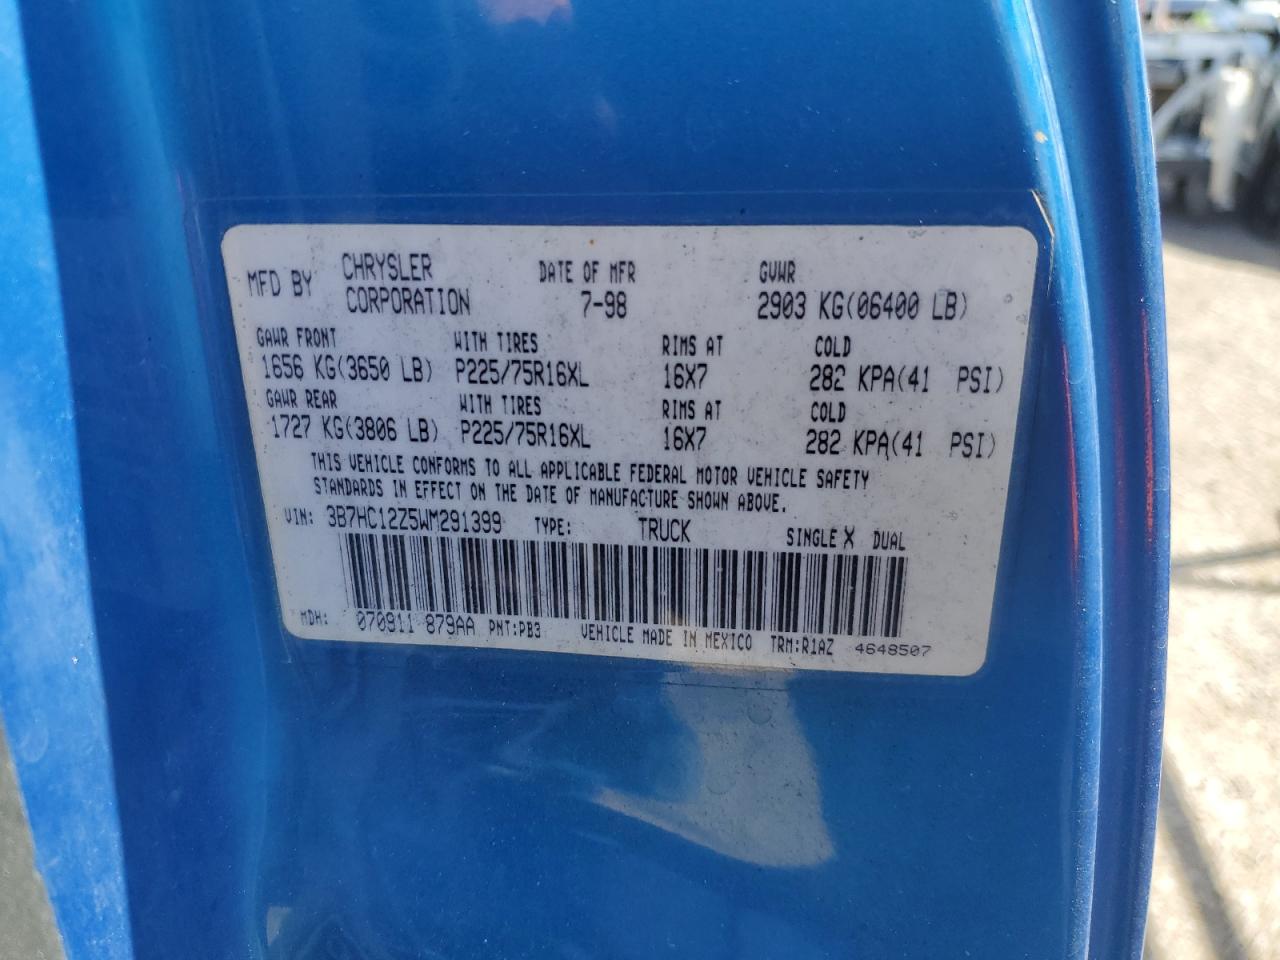 MFD BY CHRYSLER CORPORATION DATE OF MFR 7-98 GVWR 2903 KG(06400 LB)
GAWR FRONT WITH TIRES RIMS AT COLD
1656 KG(3650 LB) P225/75R16XL 16X7 282 KPA(41 PSI)
GAWR REAR WITH TIRES RIMS AT COLD
1727 KG(3806 LB) P225/75R16XL 16X7 282 KPA(41 PSI)
THIS VEHICLE CONFORMS TO ALL APPLICABLE FEDERAL MOTOR VEHICLE SAFETY
STANDARDS IN EFFECT ON THE DATE OF MANUFACTURE SHOWN ABOVE.
VIN: 3B7HC12Z5WM291399 TYPE: TRUCK SINGLE X DUAL
MDH: 070911 879AA PNT:PB3 VEHICLE MADE IN MEXICO TRM:R1AZ 4648507